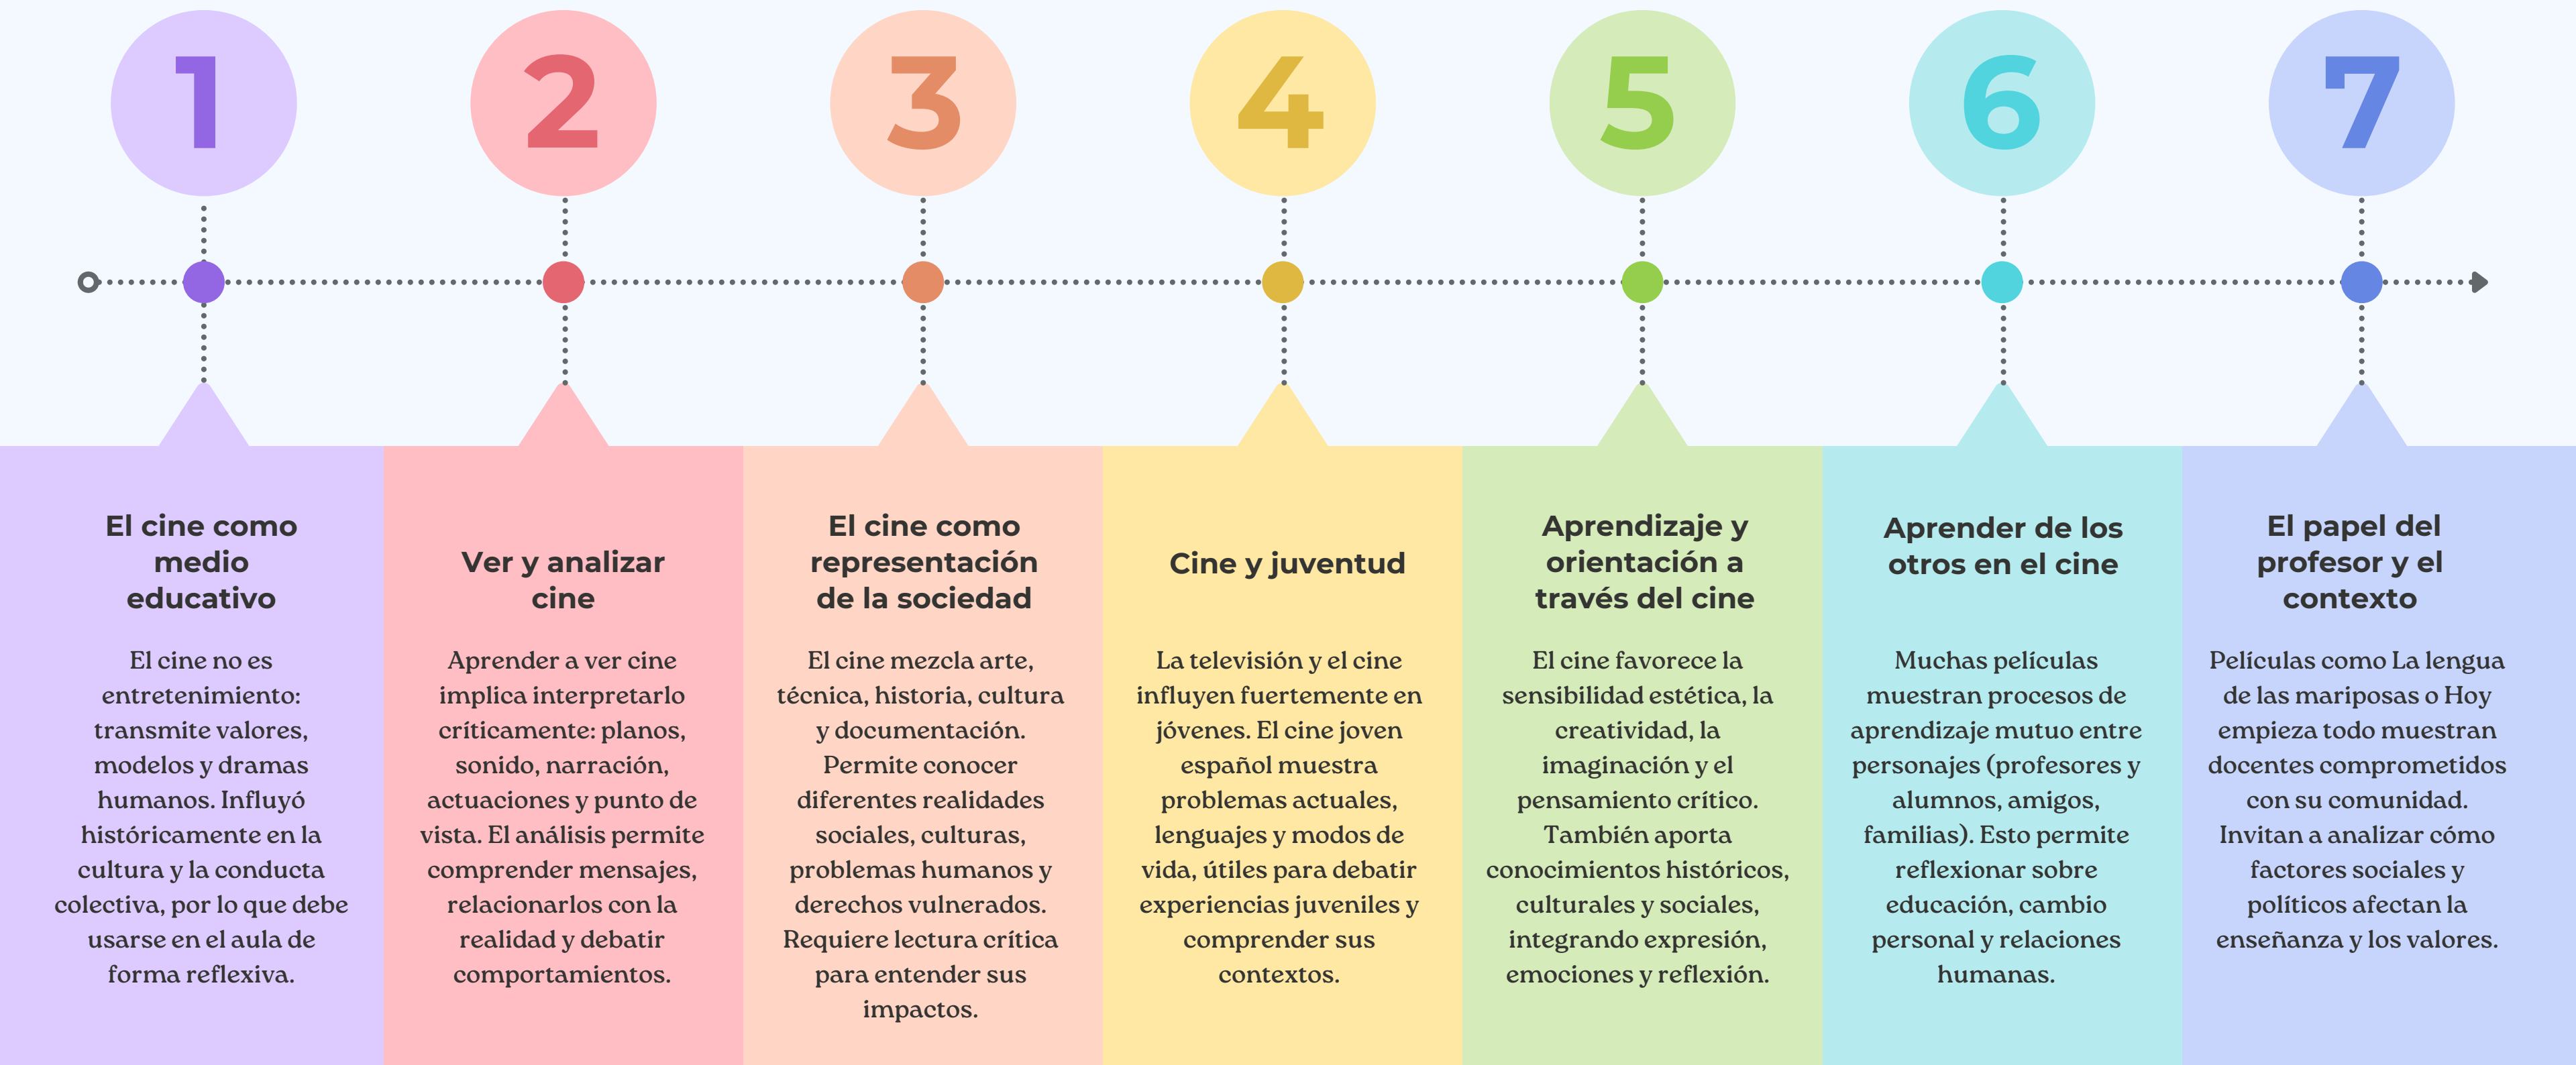 1
2
3
4
5
6
7
El cine como
medio
educativo
El cine no es
entretenimiento:
transmite valores,
modelos y dramas
humanos. Influyó
históricamente en la
cultura y la conducta
colectiva, por lo que debe
usarse en el aula de
forma reflexiva.
Ver y analizar
cine
Aprender a ver cine
implica interpretarlo
críticamente: planos,
sonido, narración,
actuaciones y punto de
vista. El análisis permite
comprender mensajes,
relacionarlos con la
realidad y debatir
comportamientos.
El cine como
representación
de la sociedad
El cine mezcla arte,
técnica, historia, cultura
y documentación.
Permite conocer
diferentes realidades
sociales, culturas,
problemas humanos y
derechos vulnerados.
Requiere lectura crítica
para entender sus
impactos.
Cine y juventud
La televisión y el cine
influyen fuertemente en
jóvenes. El cine joven
español muestra
problemas actuales,
lenguajes y modos de
vida, útiles para debatir
experiencias juveniles y
comprender sus
contextos.
Aprendizaje y
orientación a
través del cine
El cine favorece la
sensibilidad estética, la
creatividad, la
imaginación y el
pensamiento crítico.
También aporta
conocimientos históricos,
culturales y sociales,
integrando expresión,
emociones y reflexión.
Aprender de los
otros en el cine
Muchas películas
muestran procesos de
aprendizaje mutuo entre
personajes (profesores y
alumnos, amigos,
familias). Esto permite
reflexionar sobre
educación, cambio
personal y relaciones
humanas.
El papel del
profesor y el
contexto
Películas como La lengua
de las mariposas o Hoy
empieza todo muestran
docentes comprometidos
con su comunidad.
Invitan a analizar cómo
factores sociales y
políticos afectan la
enseñanza y los valores.